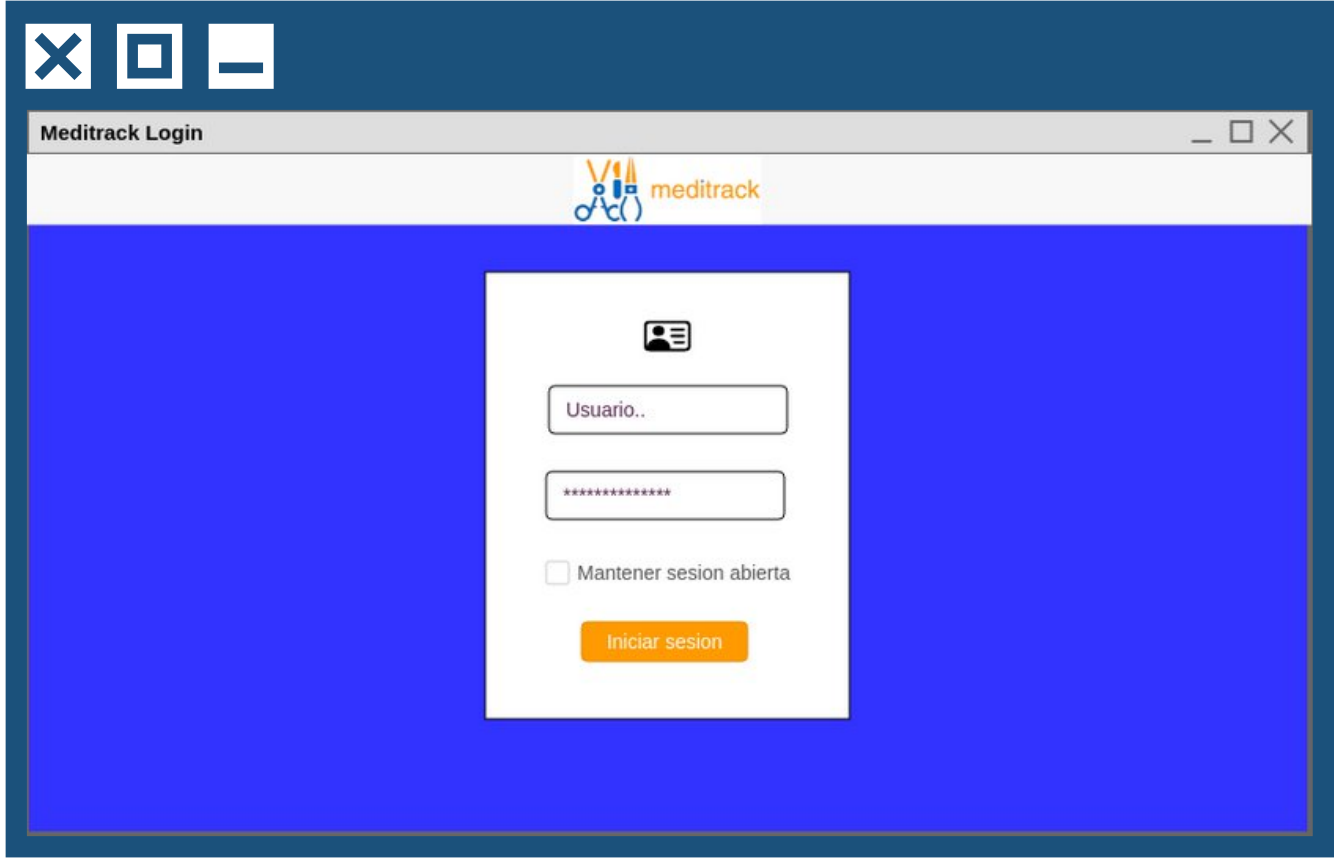 Meditrack Login
meditrack
Usuario..
**************
Mantener sesion abierta
Iniciar sesion